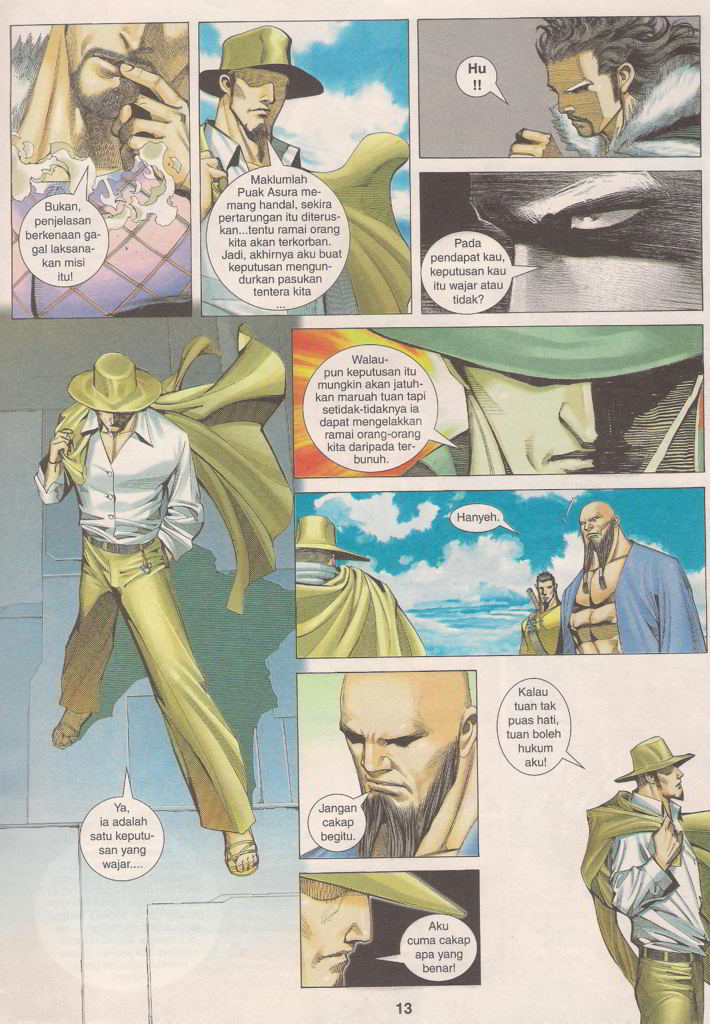 Bukan,
penjelasan
berkenaan ga-
gal laksana-
kan misi
itu!
Maklumlah
Puak Asura me-
mang handal, sekira
pertarungan itu diterus-
kan...tentu ramai orang
kita akan terkorban.
Jadi, akhirnya aku buat
keputusan mengun-
durkan pasukan
tentera kita
...
Hu
!!
Pada
pendapat kau,
keputusan kau
itu wajar atau
tidak?
Ya,
ia adalah
satu keputu-
san yang
wajar....
Walau-
pun keputusan itu
mungkin akan jatuh-
kan maruah tuan tapi
setidak-tidaknya ia
dapat mengelakkan
ramai orang-orang
kita daripada ter-
bunuh.
Hanyeh.
Jangan
cakap
begitu.
Kalau
tuan tak
puas hati,
tuan boleh
hukum
aku!
Aku
cuma cakap
apa yang
benar!
13